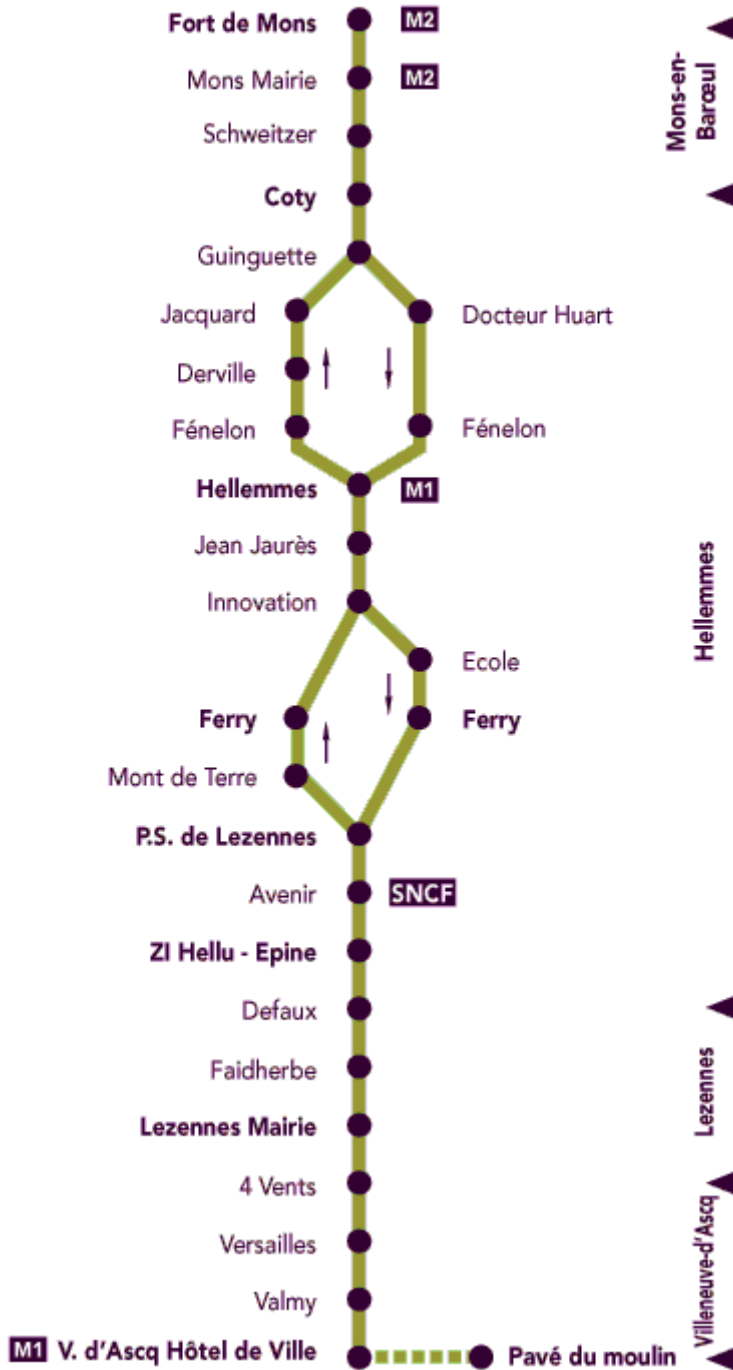 Fort de Mons M2
Mons Mairie M2
Schweitzer
Coty
Guinguette
Jacquard Docteur Huart
Derville
Fénelon Fénelon
Hellemmes M1
Jean Jaurès
Innovation
Ecole
Ferry Ferry
Mont de Terre
P.S. de Lezennes
Avenir SNCF
ZI Hellu - Epine
Defaux
Faidherbe
Lezennes Mairie
4 Vents
Versailles
Valmy
M1 V. d'Ascq Hôtel de Ville Pavé du moulin
Mons-en-
Barœul
Hellemmes
Lezennes
Villeneuve-d'Ascq